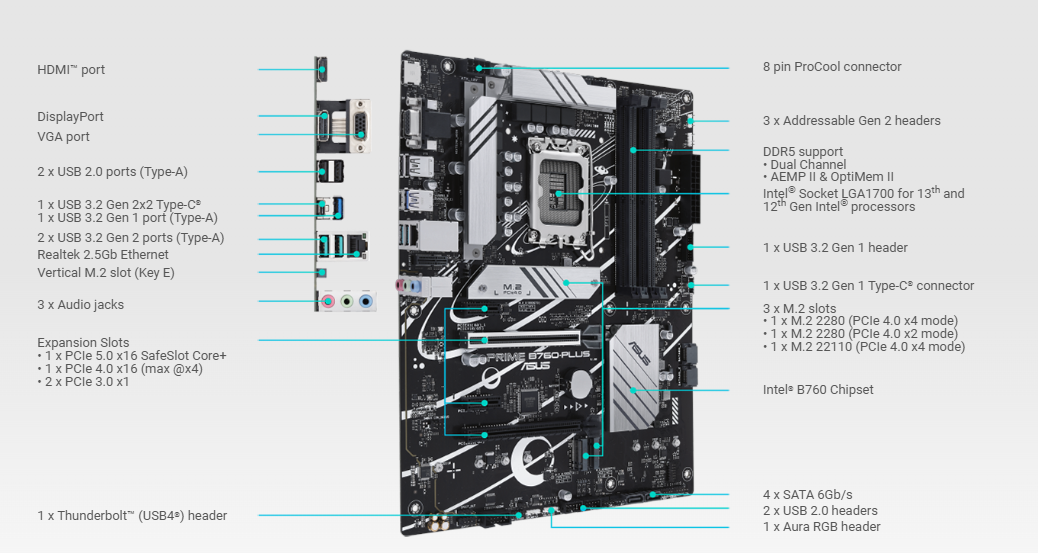 HDMI™ port
DisplayPort
VGA port
2 x USB 2.0 ports (Type-A)
1 x USB 3.2 Gen 2x2 Type-C®
1 x USB 3.2 Gen 1 port (Type-A)
2 x USB 3.2 Gen 2 ports (Type-A)
Realtek 2.5Gb Ethernet
Vertical M.2 slot (Key E)
3 x Audio jacks
Expansion Slots
• 1 x PCIe 5.0 x16 SafeSlot Core+
• 1 x PCIe 4.0 x16 (max @x4)
• 2 x PCIe 3.0 x1
1 x Thunderbolt™ (USB4®) header
M.2
PCIe4.0
PRIME B760-PLUS
ASUS
ASUS
8 pin ProCool connector
3 x Addressable Gen 2 headers
DDR5 support
• Dual Channel
• AEMP II & OptiMem II
Intel® Socket LGA1700 for 13th and
12th Gen Intel® processors
1 x USB 3.2 Gen 1 header
1 x USB 3.2 Gen 1 Type-C® connector
3 x M.2 slots
• 1 x M.2 2280 (PCIe 4.0 x4 mode)
• 1 x M.2 2280 (PCIe 4.0 x2 mode)
• 1 x M.2 22110 (PCIe 4.0 x4 mode)
Intel® B760 Chipset
4 x SATA 6Gb/s
2 x USB 2.0 headers
1 x Aura RGB header